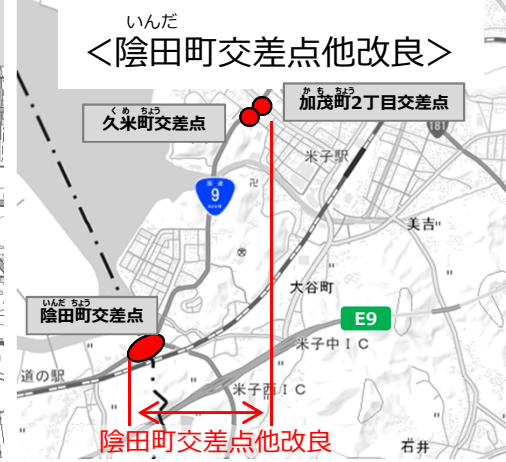 いんだ
＜陰田町交差点他改良＞
くめ ちょう
久米町交差点
かも ちょう
加茂町2丁目交差点
181
米子駅
国道
9
美吉
大谷町
いんだ ちょう
陰田町交差点
E9
米子中IC
道の駅
米子西IC
陰田町交差点他改良
石井